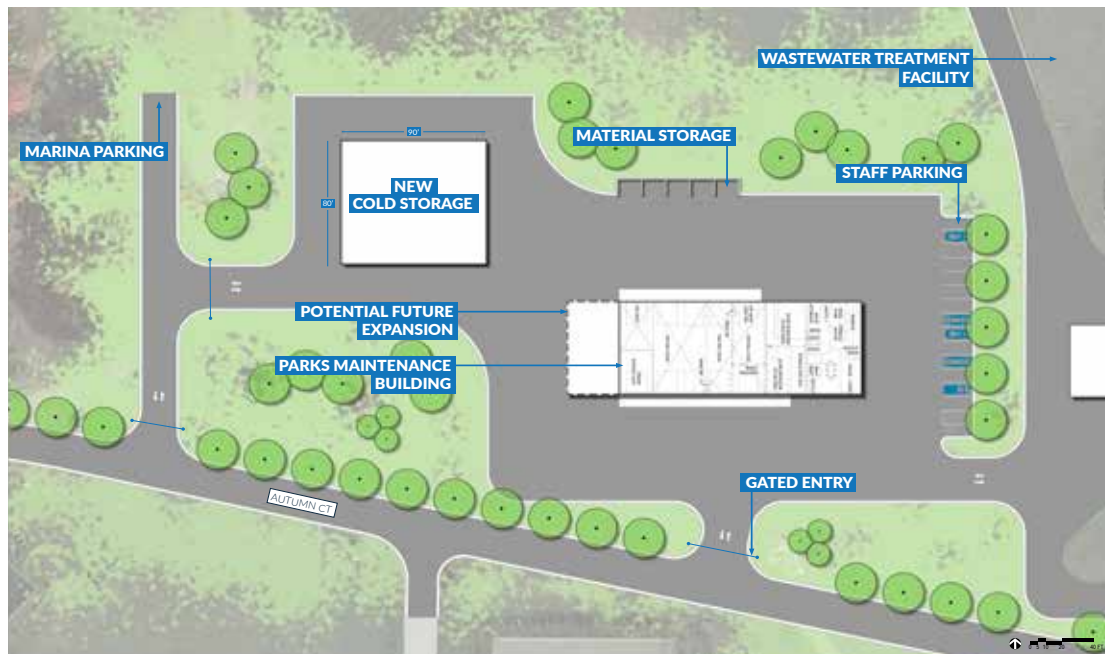 WASTEWATER TREATMENT
FACILITY
MARINA PARKING
90'
MATERIAL STORAGE
STAFF PARKING
NEW
COLD STORAGE
80'
POTENTIAL FUTURE
EXPANSION
PARKS MAINTENANCE
BUILDING
GATED ENTRY
AUTUMN CT